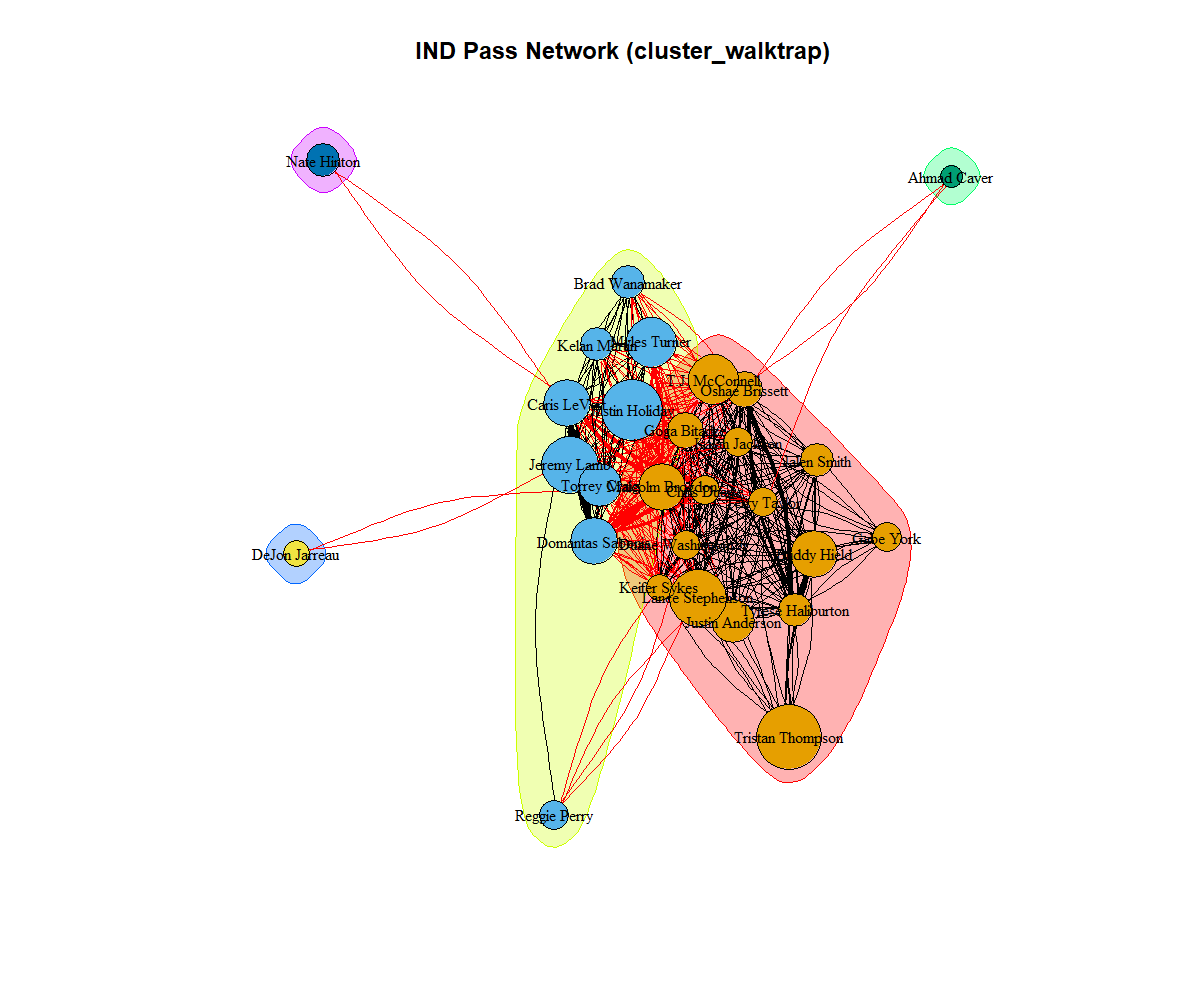 IND Pass Network (cluster_walktrap)
Nate Hinton
Ahmad Caver
Brad Wanamaker
Kelan Martin
Myles Turner
McConnell
Oshae Brissett
Caris LeVert
Justin Holiday
Goga Bitadze
Jalen Smith
Jeremy Lamb
Torrey Craig
Malcolm Brogdon
Chris Duarte
Terry Taylor
Gabe York
Domantas Sabonis
Duane Washington
Buddy Hield
DeJon Jarreau
Keifer Sykes
Lance Stephenson
Tyrese Haliburton
Justin Anderson
Tristan Thompson
Reggie Perry